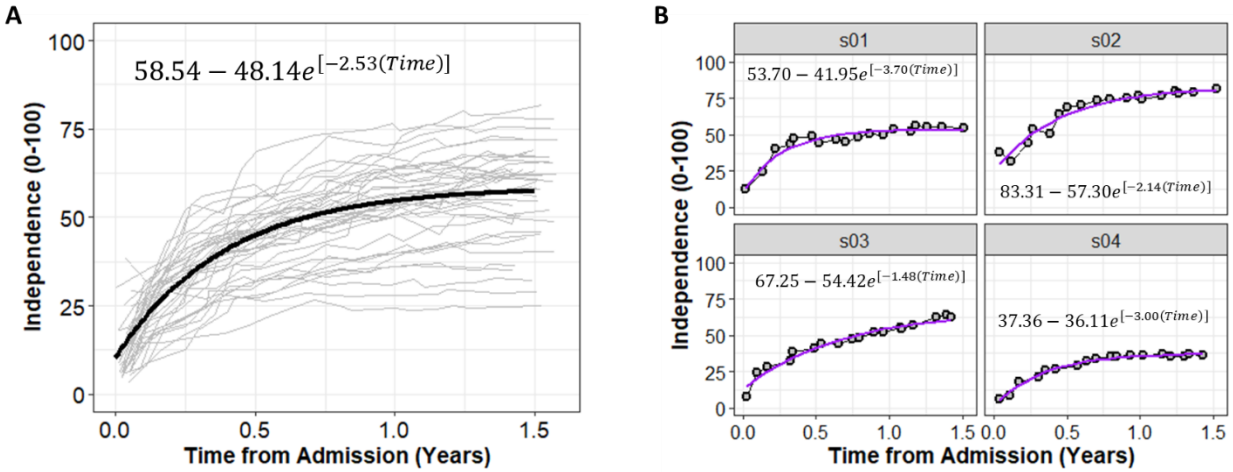 A
58.54 − 48.14e^[−2.53(Time)]
Independence (0-100)
100
75
50
25
0
0.0 0.5 1.0 1.5
Time from Admission (Years)
B
s01 s02
53.70 − 41.95e^[−3.70(Time)]
83.31 − 57.30e^[−2.14(Time)]
100
75
50
25
0
Independence (0-100)
s03 s04
67.25 − 54.42e^[−1.48(Time)]
37.36 − 36.11e^[−3.00(Time)]
100
75
50
25
0
0.0 0.5 1.0 1.5 0.0 0.5 1.0 1.5
Time from Admission (Years)